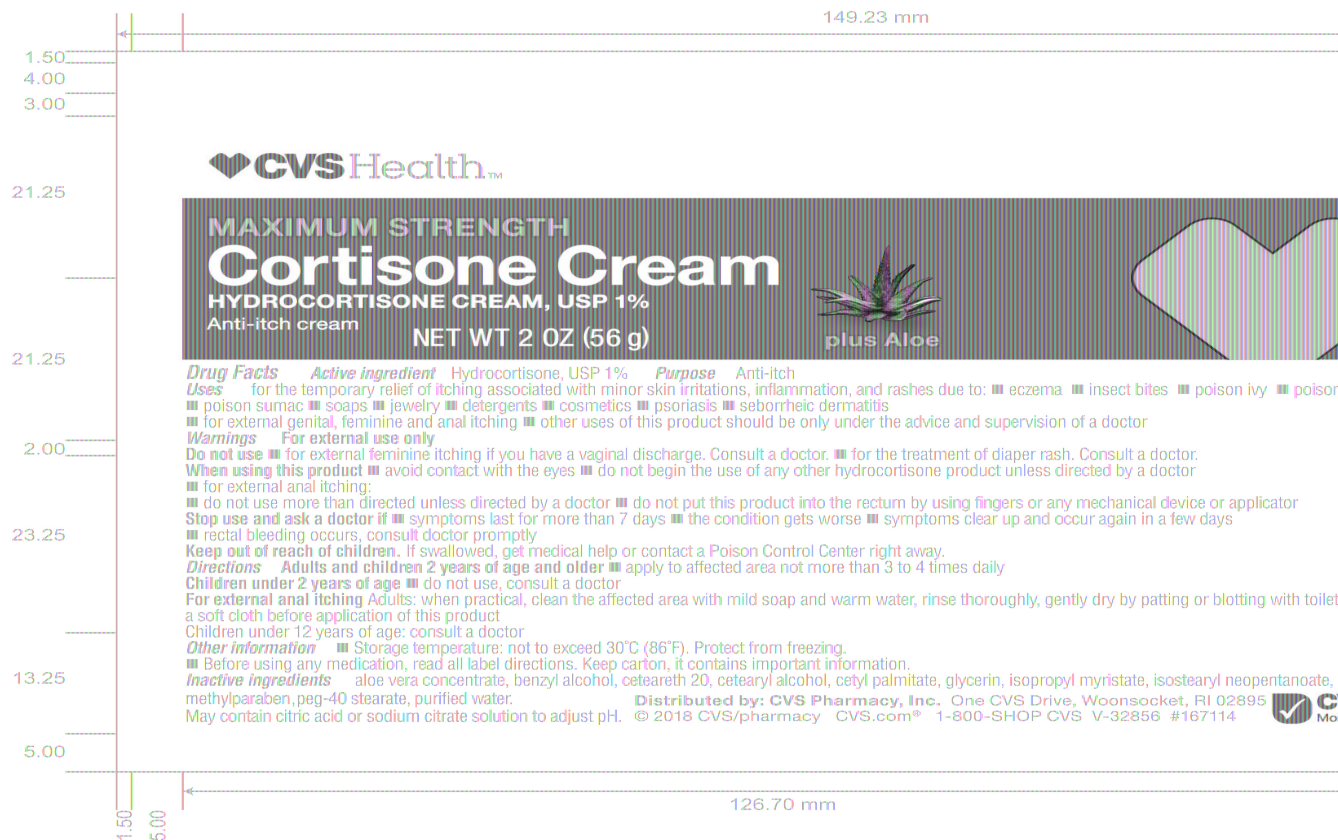 149.23 mm
1.50
4.00
3.00
CVS Health™
21.25
MAXIMUM STRENGTH
Cortisone Cream
HYDROCORTISONE CREAM, USP 1%
Anti-itch cream
NET WT 2 OZ (56 g)
plus Aloe
21.25
Drug Facts Active ingredient Hydrocortisone, USP 1% Purpose Anti-itch
Uses for the temporary relief of itching associated with minor skin irritations, inflammation, and rashes due to: ■ eczema ■ insect bites ■ poison ivy ■ poison
■ poison sumac ■ soaps ■ jewelry ■ detergents ■ cosmetics ■ psoriasis ■ seborrheic dermatitis
■ for external genital, feminine and anal itching ■ other uses of this product should be only under the advice and supervision of a doctor
Warnings For external use only
2.00
Do not use ■ for external feminine itching if you have a vaginal discharge. Consult a doctor. ■ for the treatment of diaper rash. Consult a doctor.
When using this product ■ avoid contact with the eyes ■ do not begin the use of any other hydrocortisone product unless directed by a doctor
■ for external anal itching:
■ do not use more than directed unless directed by a doctor ■ do not put this product into the rectum by using fingers or any mechanical device or applicator
Stop use and ask a doctor if ■ symptoms last for more than 7 days ■ the condition gets worse ■ symptoms clear up and occur again in a few days
23.25
■ rectal bleeding occurs, consult doctor promptly
Keep out of reach of children. If swallowed, get medical help or contact a Poison Control Center right away.
Directions Adults and children 2 years of age and older ■ apply to affected area not more than 3 to 4 times daily
Children under 2 years of age ■ do not use, consult a doctor
For external anal itching Adults: when practical, clean the affected area with mild soap and warm water, rinse thoroughly, gently dry by patting or blotting with toilet
a soft cloth before application of this product
Children under 12 years of age: consult a doctor
Other information ■ Storage temperature: not to exceed 30°C (86°F). Protect from freezing.
■ Before using any medication, read all label directions. Keep carton, it contains important information.
13.25
Inactive ingredients aloe vera concentrate, benzyl alcohol, ceteareth 20, cetearyl alcohol, cetyl palmitate, glycerin, isopropyl myristate, isostearyl neopentanoate,
methylparaben, peg-40 stearate, purified water.
May contain citric acid or sodium citrate solution to adjust pH.
Distributed by: CVS Pharmacy, Inc. One CVS Drive, Woonsocket, RI 02895
© 2018 CVS/pharmacy CVS.com® 1-800-SHOP CVS V-32856 #167114
5.00
126.70 mm
1.50
5.00